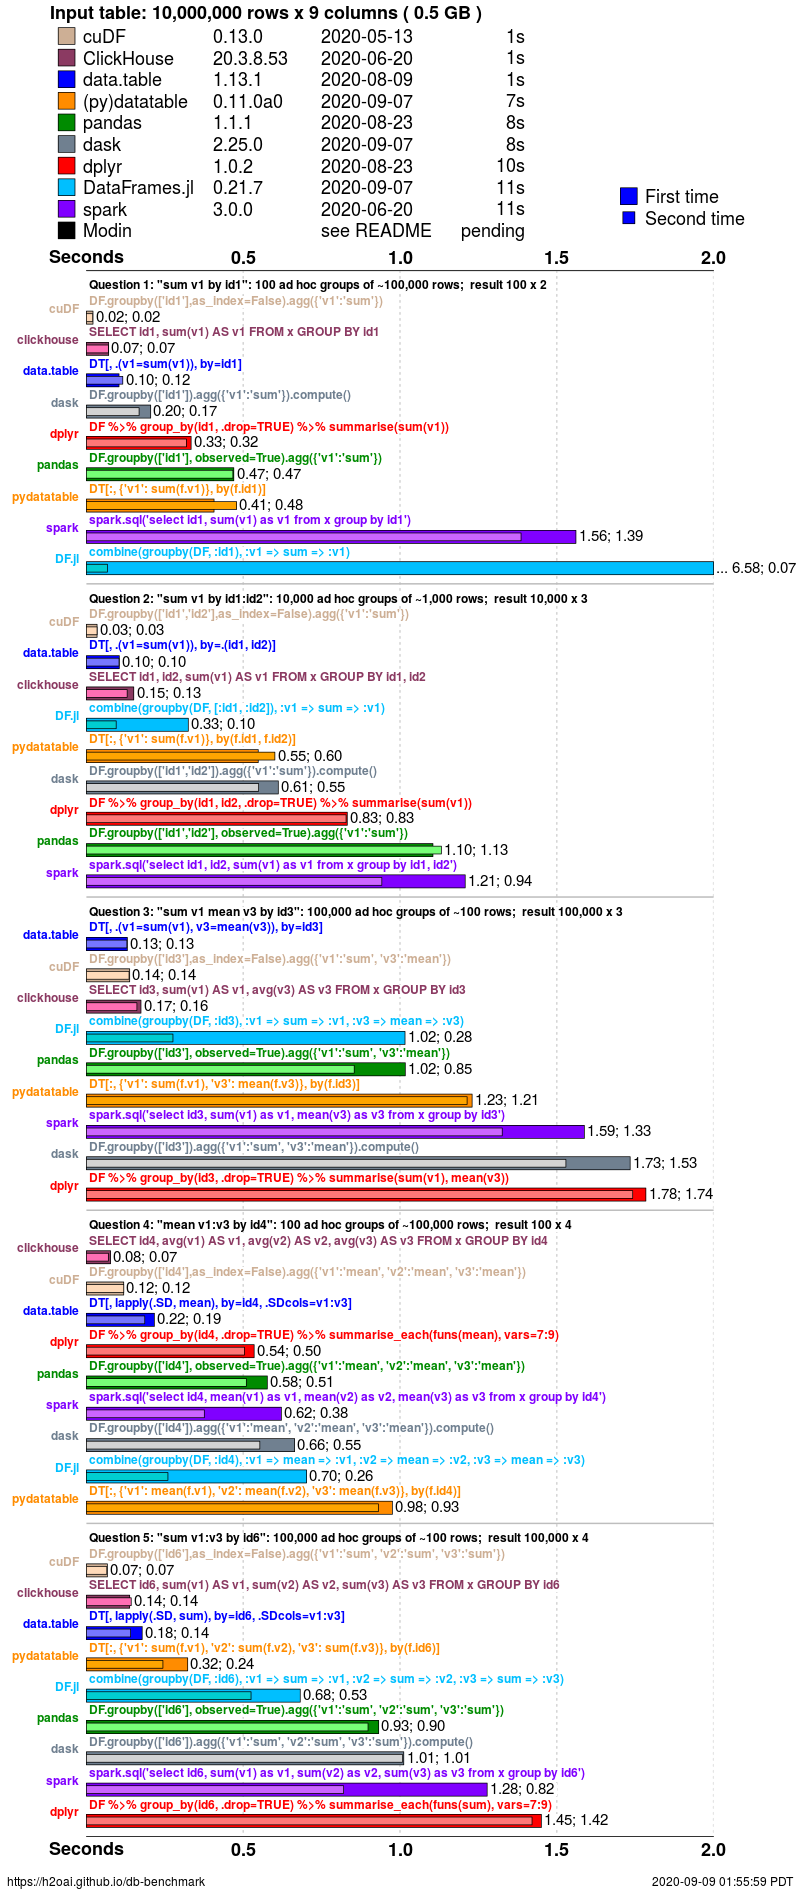 Input table: 10,000,000 rows x 9 columns ( 0.5 GB )
cuDF 0.13.0 2020-05-13 1s
ClickHouse 20.3.8.53 2020-06-20 1s
data.table 1.13.1 2020-08-09 1s
(py)datatable 0.11.0a0 2020-09-07 7s
pandas 1.1.1 2020-08-23 8s
dask 2.25.0 2020-09-07 8s
dplyr 1.0.2 2020-08-23 10s
DataFrames.jl 0.21.7 2020-09-07 11s
spark 3.0.0 2020-06-20 11s
Modin see README pending
First time
Second time
Seconds 0.5 1.0 1.5 2.0
Question 1: "sum v1 by id1": 100 ad hoc groups of ~100,000 rows; result 100 x 2
DF.groupby(['id1'],as_index=False).agg({'v1':'sum'})
cuDF 0.02; 0.02
SELECT id1, sum(v1) AS v1 FROM x GROUP BY id1
clickhouse 0.07; 0.07
DT[, .(v1=sum(v1)), by=id1]
data.table 0.10; 0.12
DF.groupby(['id1']).agg({'v1':'sum'}).compute()
dask 0.20; 0.17
DF %>% group_by(id1, .drop=TRUE) %>% summarise(sum(v1))
dplyr 0.33; 0.32
DF.groupby(['id1'], observed=True).agg({'v1':'sum'})
pandas 0.47; 0.47
DT[:, {'v1': sum(f.v1)}, by(f.id1)]
pydatatable 0.41; 0.48
spark.sql('select id1, sum(v1) as v1 from x group by id1')
spark 1.56; 1.39
combine(groupby(DF, :id1), :v1 => sum => :v1)
DF.jl ... 6.58; 0.07
Question 2: "sum v1 by id1:id2": 10,000 ad hoc groups of ~1,000 rows; result 10,000 x 3
DF.groupby(['id1','id2'],as_index=False).agg({'v1':'sum'})
cuDF 0.03; 0.03
DT[, .(v1=sum(v1)), by=.(id1, id2)]
data.table 0.10; 0.10
SELECT id1, id2, sum(v1) AS v1 FROM x GROUP BY id1, id2
clickhouse 0.15; 0.13
combine(groupby(DF, [:id1, :id2]), :v1 => sum => :v1)
DF.jl 0.33; 0.10
DT[:, {'v1': sum(f.v1)}, by(f.id1, f.id2)]
pydatatable 0.55; 0.60
DF.groupby(['id1','id2']).agg({'v1':'sum'}).compute()
dask 0.61; 0.55
DF %>% group_by(id1, id2, .drop=TRUE) %>% summarise(sum(v1))
dplyr 0.83; 0.83
DF.groupby(['id1','id2'], observed=True).agg({'v1':'sum'})
pandas 1.10; 1.13
spark.sql('select id1, id2, sum(v1) as v1 from x group by id1, id2')
spark 1.21; 0.94
Question 3: "sum v1 mean v3 by id3": 100,000 ad hoc groups of ~100 rows; result 100,000 x 3
DT[, .(v1=sum(v1), v3=mean(v3)), by=id3]
data.table 0.13; 0.13
DF.groupby(['id3'],as_index=False).agg({'v1':'sum', 'v3':'mean'})
cuDF 0.14; 0.14
SELECT id3, sum(v1) AS v1, avg(v3) AS v3 FROM x GROUP BY id3
clickhouse 0.17; 0.16
combine(groupby(DF, :id3), :v1 => sum => :v1, :v3 => mean => :v3)
DF.jl 1.02; 0.28
DF.groupby(['id3'], observed=True).agg({'v1':'sum', 'v3':'mean'})
pandas 1.02; 0.85
DT[:, {'v1': sum(f.v1), 'v3': mean(f.v3)}, by(f.id3)]
pydatatable 1.23; 1.21
spark.sql('select id3, sum(v1) as v1, mean(v3) as v3 from x group by id3')
spark 1.59; 1.33
DF.groupby(['id3']).agg({'v1':'sum', 'v3':'mean'}).compute()
dask 1.73; 1.53
DF %>% group_by(id3, .drop=TRUE) %>% summarise(sum(v1), mean(v3))
dplyr 1.78; 1.74
Question 4: "mean v1:v3 by id4": 100 ad hoc groups of ~100,000 rows; result 100 x 4
SELECT id4, avg(v1) AS v1, avg(v2) AS v2, avg(v3) AS v3 FROM x GROUP BY id4
clickhouse 0.08; 0.07
DF.groupby(['id4'],as_index=False).agg({'v1':'mean', 'v2':'mean', 'v3':'mean'})
cuDF 0.12; 0.12
DT[, lapply(.SD, mean), by=id4, .SDcols=v1:v3]
data.table 0.22; 0.19
DF %>% group_by(id4, .drop=TRUE) %>% summarise_each(funs(mean), vars=7:9)
dplyr 0.54; 0.50
DF.groupby(['id4'], observed=True).agg({'v1':'mean', 'v2':'mean', 'v3':'mean'})
pandas 0.58; 0.51
spark.sql('select id4, mean(v1) as v1, mean(v2) as v2, mean(v3) as v3 from x group by id4')
spark 0.62; 0.38
DF.groupby(['id4']).agg({'v1':'mean', 'v2':'mean', 'v3':'mean'}).compute()
dask 0.66; 0.55
combine(groupby(DF, :id4), :v1 => mean => :v1, :v2 => mean => :v2, :v3 => mean => :v3)
DF.jl 0.70; 0.26
DT[:, {'v1': mean(f.v1), 'v2': mean(f.v2), 'v3': mean(f.v3)}, by(f.id4)]
pydatatable 0.98; 0.93
Question 5: "sum v1:v3 by id6": 100,000 ad hoc groups of ~100 rows; result 100,000 x 4
DF.groupby(['id6'],as_index=False).agg({'v1':'sum', 'v2':'sum', 'v3':'sum'})
cuDF 0.07; 0.07
SELECT id6, sum(v1) AS v1, sum(v2) AS v2, sum(v3) AS v3 FROM x GROUP BY id6
clickhouse 0.14; 0.14
DT[, lapply(.SD, sum), by=id6, .SDcols=v1:v3]
data.table 0.18; 0.14
DT[:, {'v1': sum(f.v1), 'v2': sum(f.v2), 'v3': sum(f.v3)}, by(f.id6)]
pydatatable 0.32; 0.24
combine(groupby(DF, :id6), :v1 => sum => :v1, :v2 => sum => :v2, :v3 => sum => :v3)
DF.jl 0.68; 0.53
DF.groupby(['id6'], observed=True).agg({'v1':'sum', 'v2':'sum', 'v3':'sum'})
pandas 0.93; 0.90
DF.groupby(['id6']).agg({'v1':'sum', 'v2':'sum', 'v3':'sum'}).compute()
dask 1.01; 1.01
spark.sql('select id6, sum(v1) as v1, sum(v2) as v2, sum(v3) as v3 from x group by id6')
spark 1.28; 0.82
DF %>% group_by(id6, .drop=TRUE) %>% summarise_each(funs(sum), vars=7:9)
dplyr 1.45; 1.42
Seconds 0.5 1.0 1.5 2.0
https://h2oai.github.io/db-benchmark 2020-09-09 01:55:59 PDT